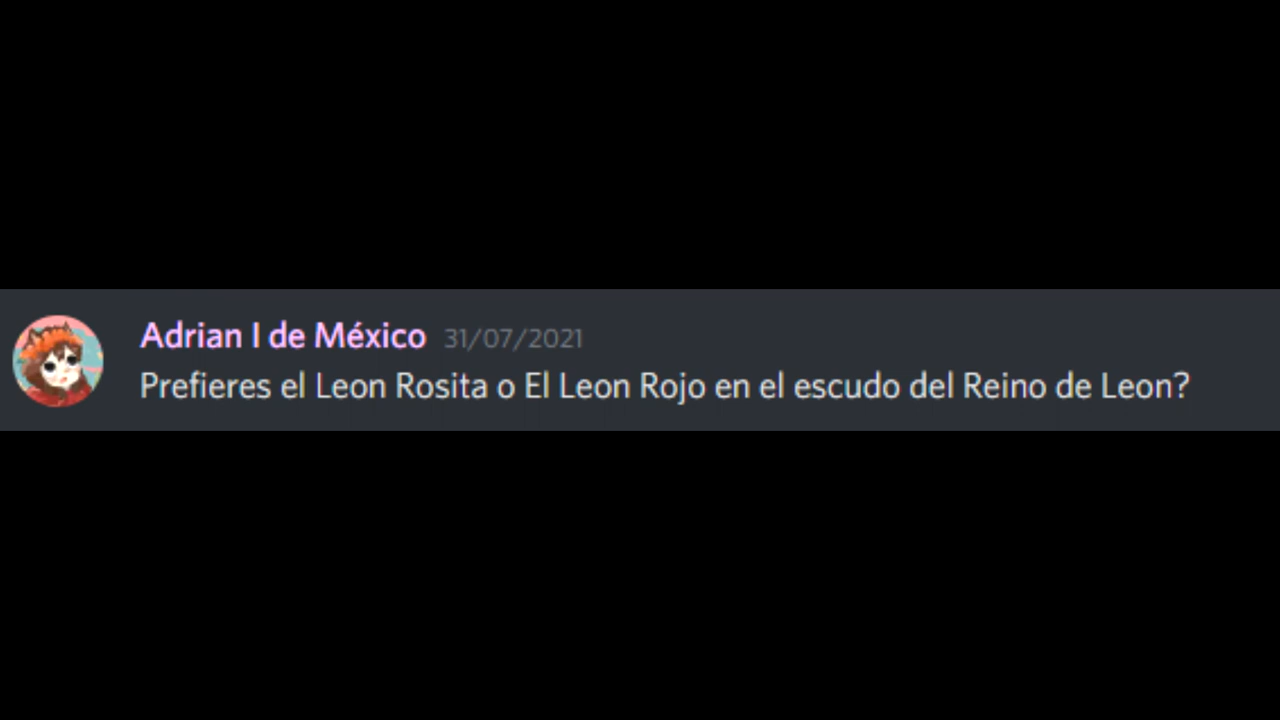 Adrian I de México 31/07/2021
Prefieres el Leon Rosita o El Leon Rojo en el escudo del Reino de Leon?